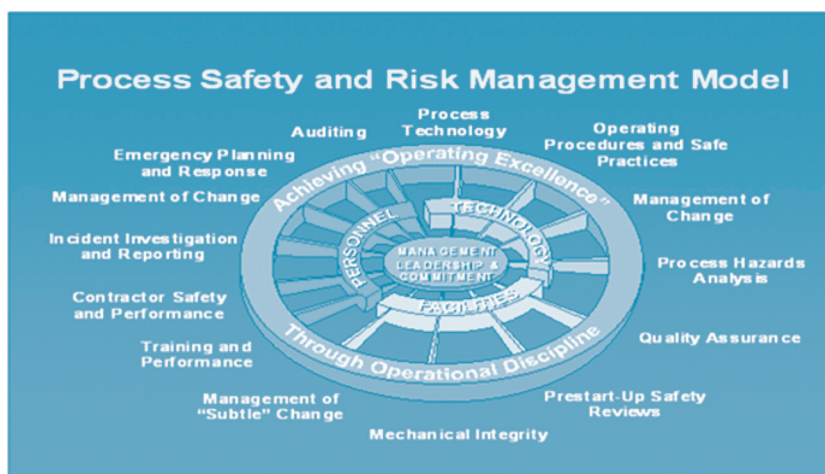 Process Safety and Risk Management Model
Process
Technology
Operating
Procedures and Safe
Practices
Management of
Change
Process Hazards
Analysis
Quality Assurance
Prestart-Up Safety
Reviews
Mechanical Integrity
Management of
"Subtle" Change
Training and
Performance
Contractor Safety
and Performance
Incident Investigation
and Reporting
Management of Change
Emergency Planning
and Response
Auditing
Achieving "Operating Excellence"
Through Operational Discipline
PERSONNEL
TECHNOLOGY
FACILITIES
MANAGEMENT
LEADERSHIP &
COMMITMENT